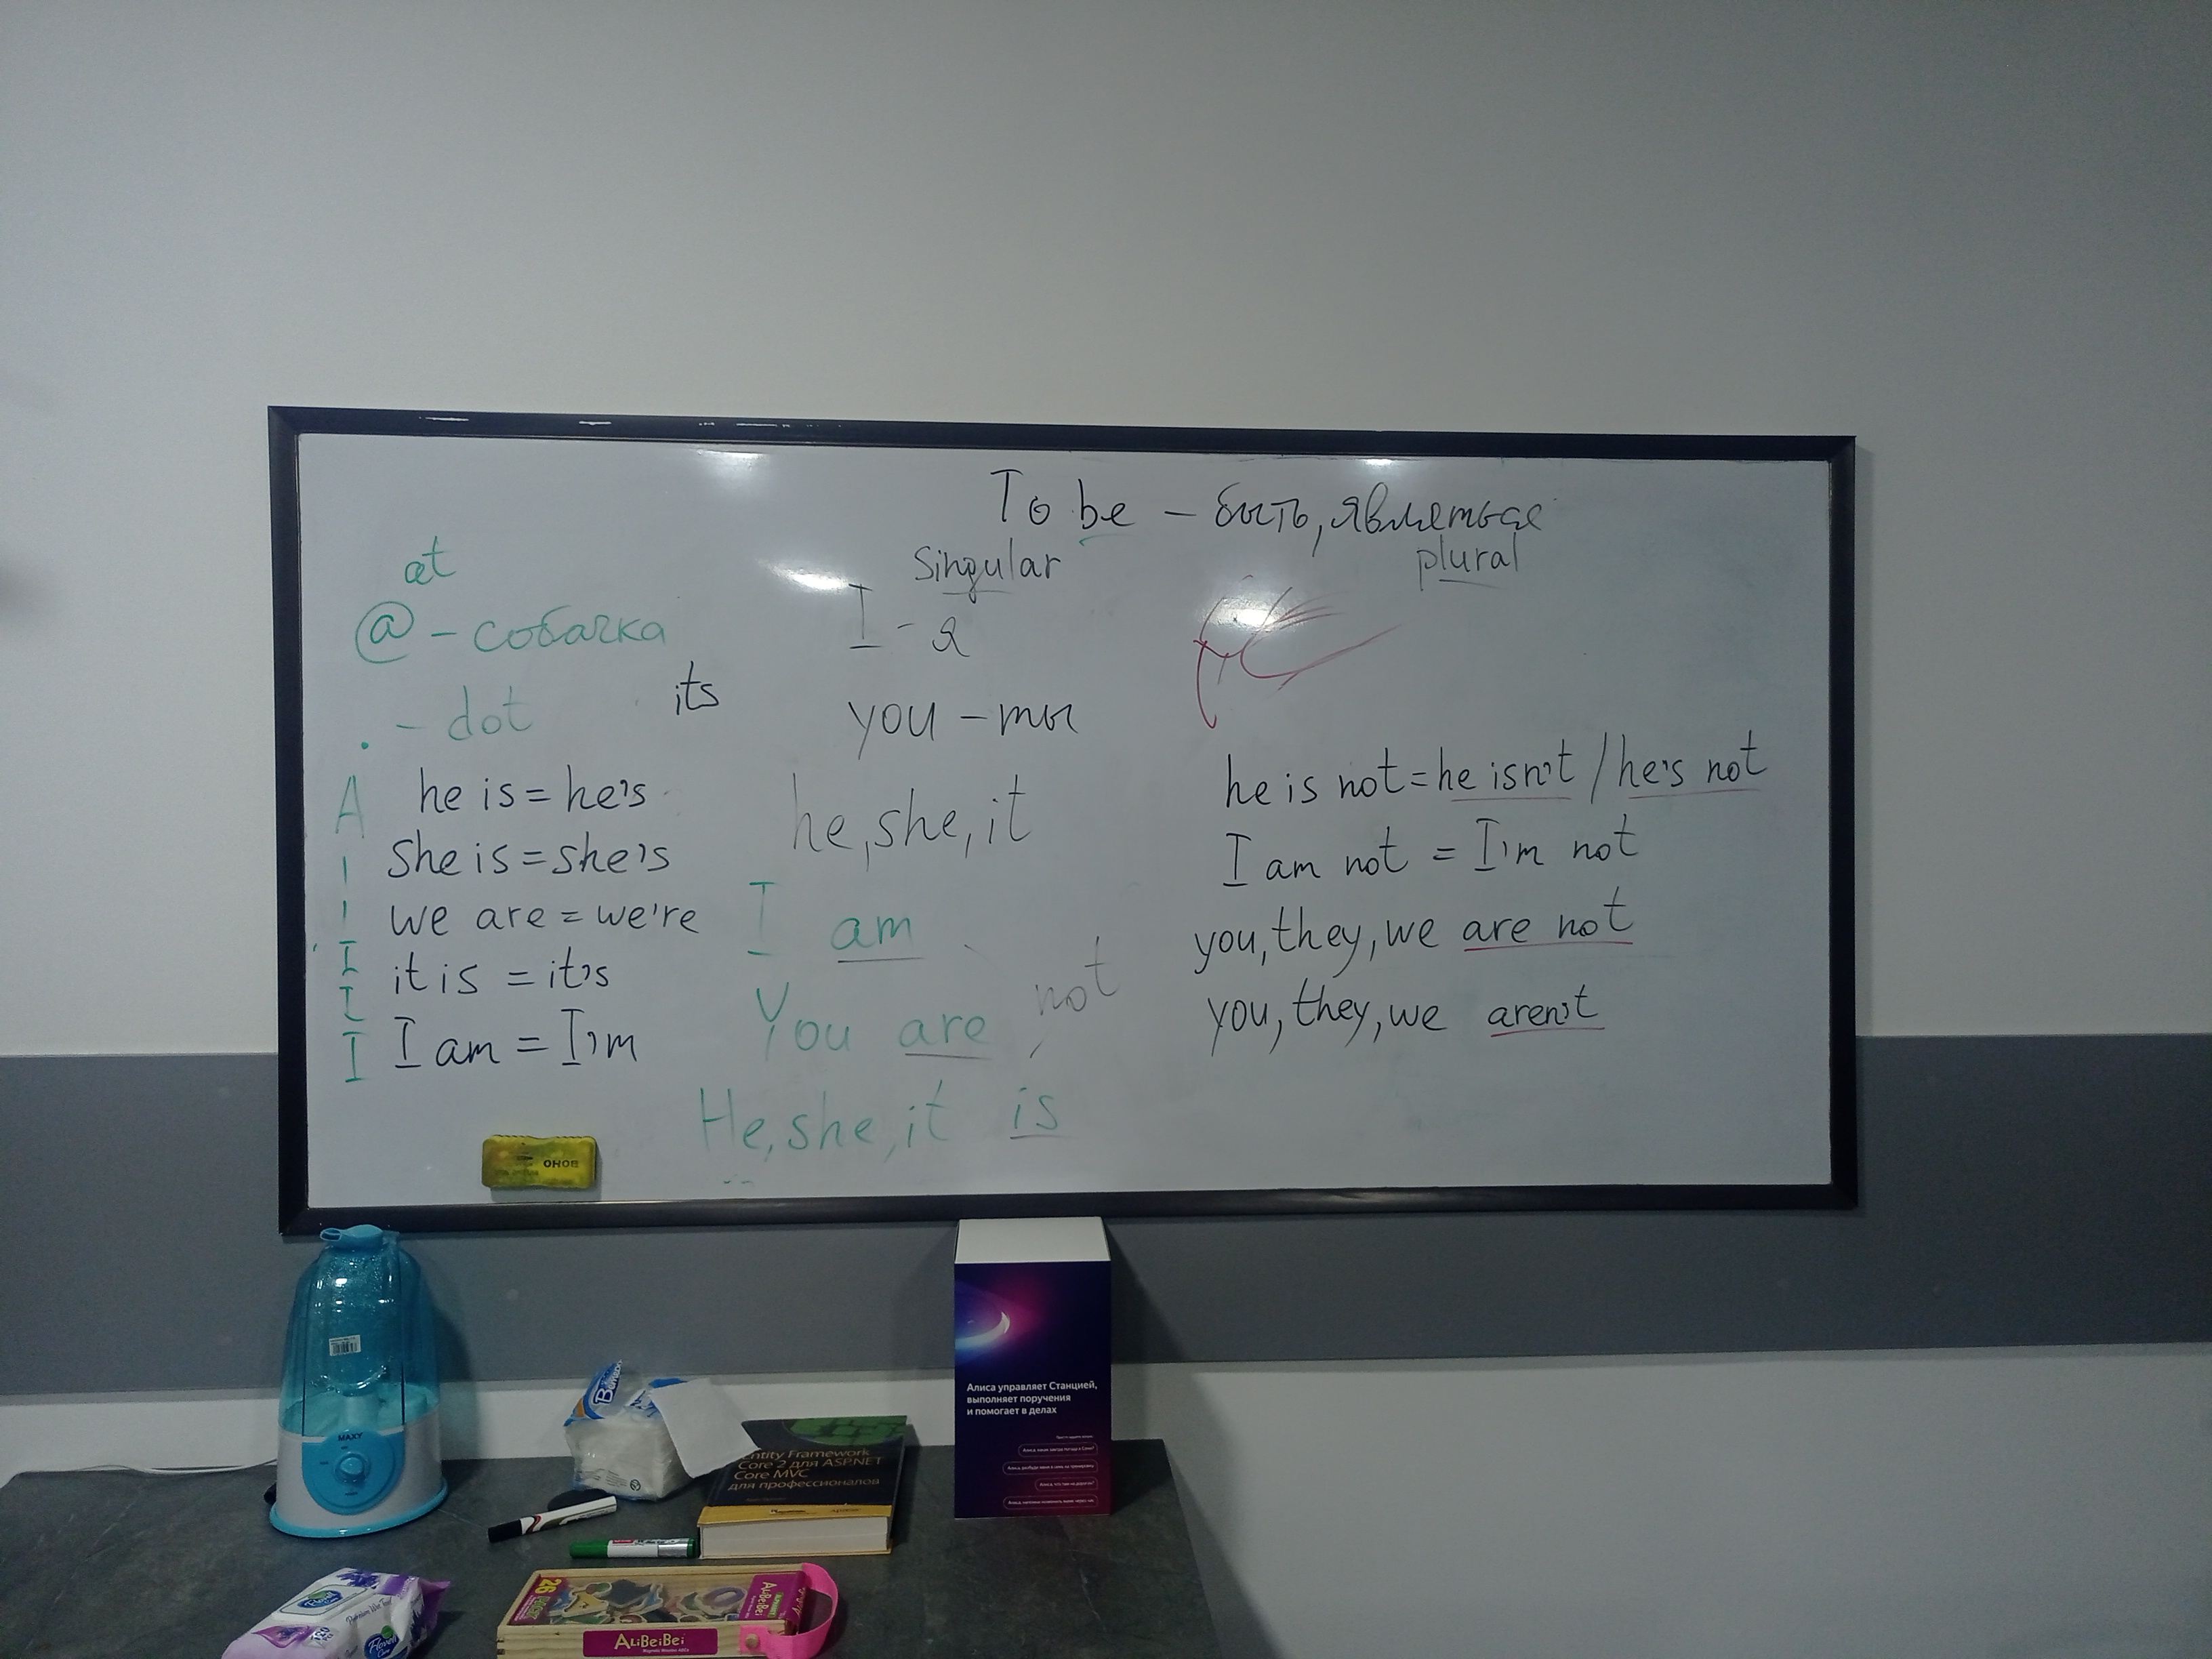 To be – быть, являться
singular
plural
at
@ – собачка
– dot
its
I – я
you – ты
he, she, it
he is = he's
She is = she's
we are = we're
it is = it's
I am = I'm
A
I
I
I
I am
You are
not
He, she, it is
he is not = he isn't / he's not
I am not = I'm not
you, they, we are not
you, they, we aren't
BOHO
MAXY
Entity Framework
Core 2 для ASP.NET
Core MVC
для профессионалов
Алиса управляет Станцией,
выполняет поручения
и помогает в делах
26
ALiBeiBei
ALiBeiBei